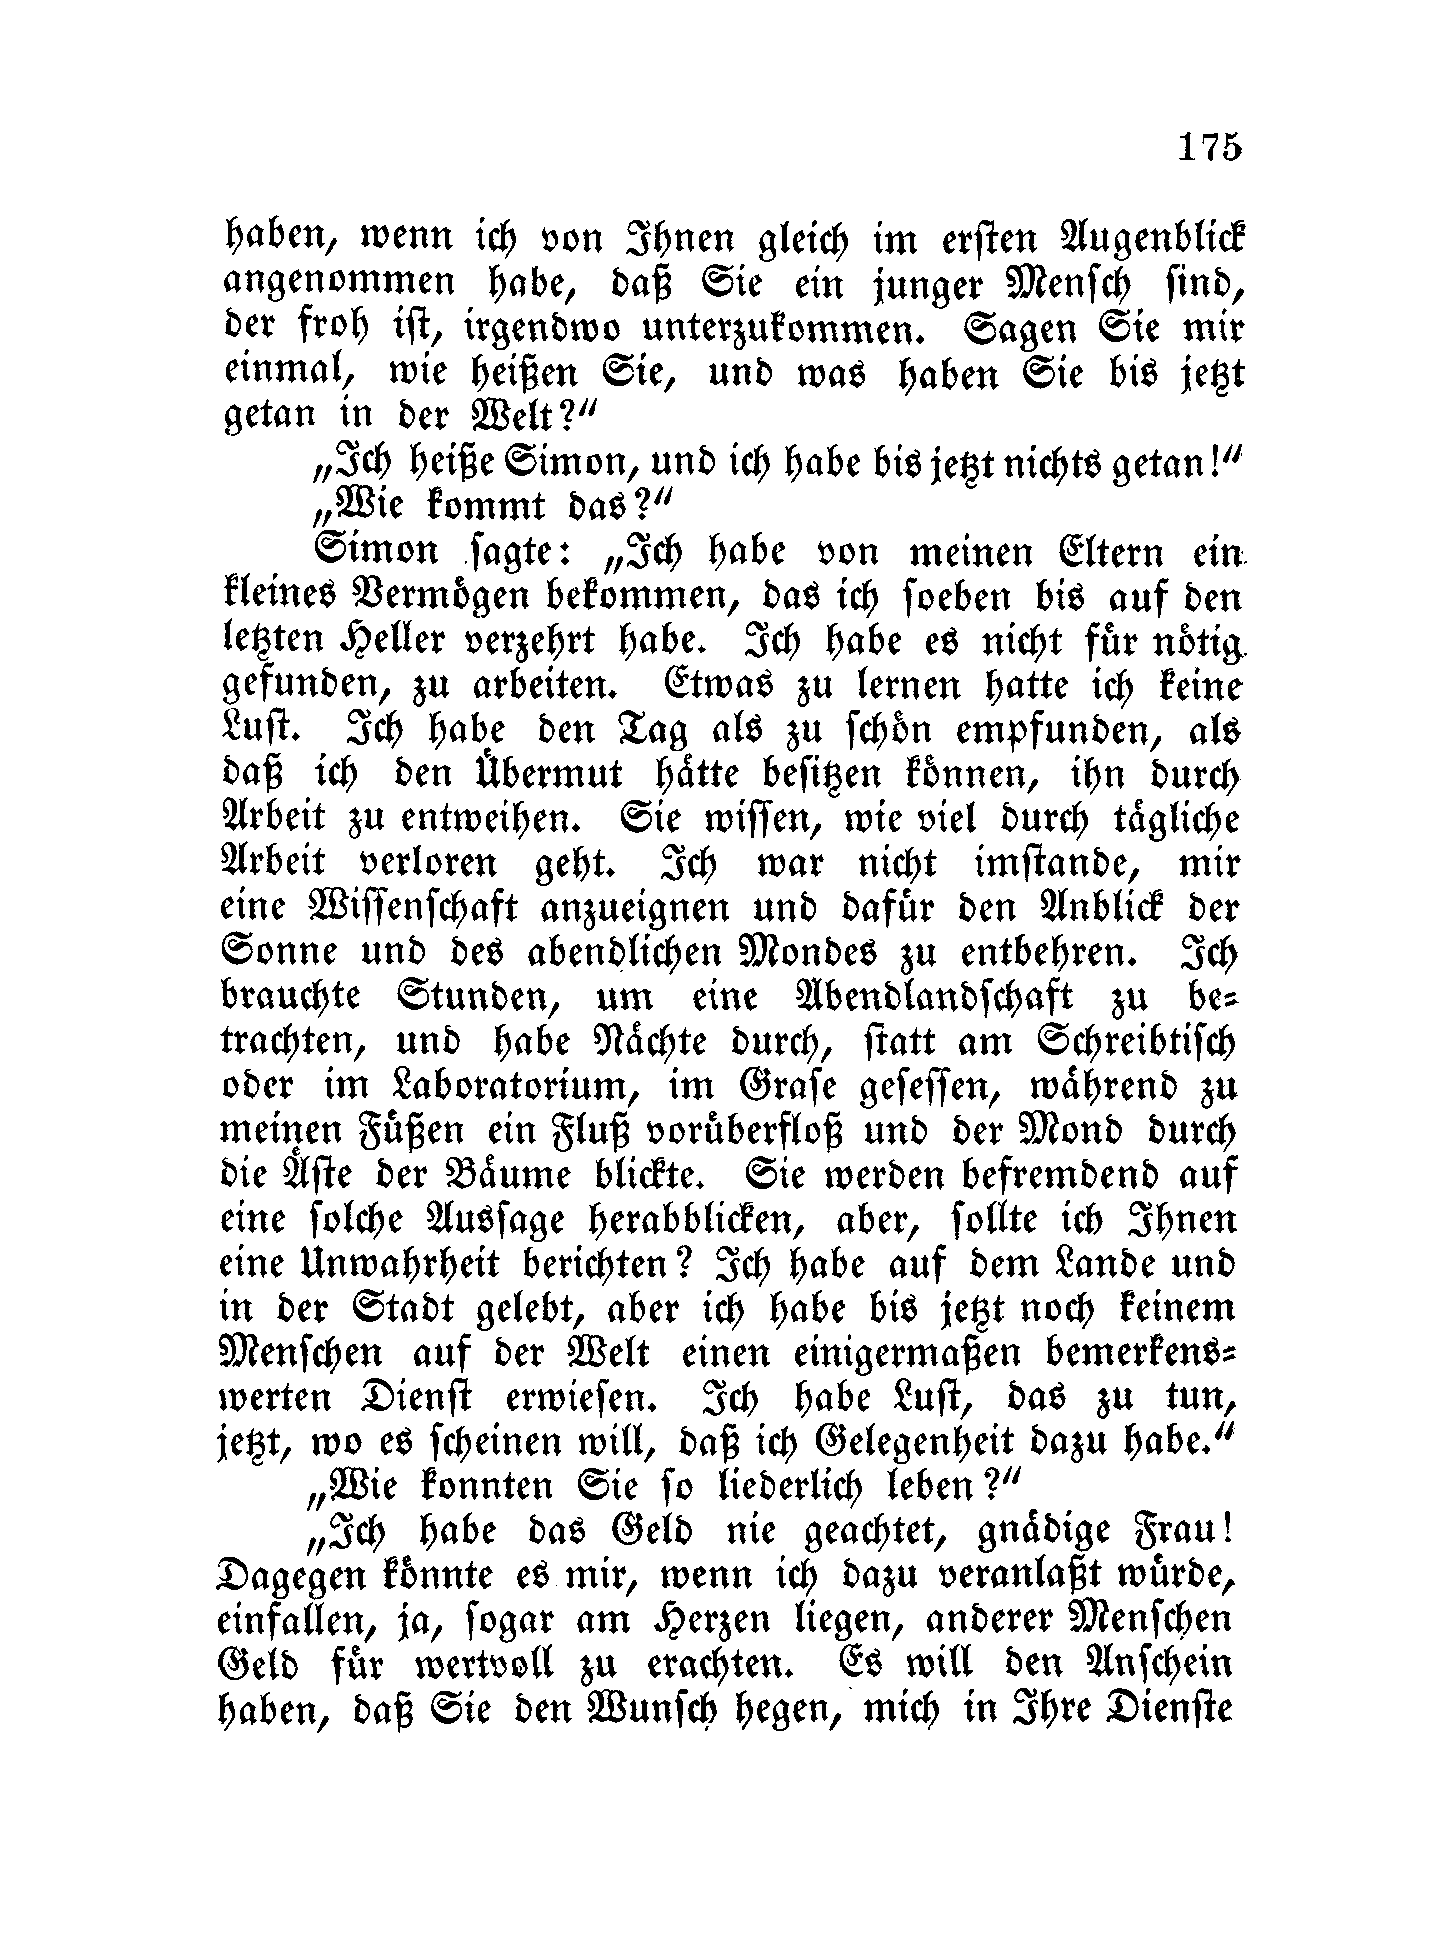 175
haben, wenn ich von Ihnen gleich im ersten Augenblick
angenommen habe, daß Sie ein junger Mensch sind,
der froh ist, irgendwo unterzukommen. Sagen Sie mir
einmal, wie heißen Sie, und was haben Sie bis jetzt
getan in der Welt?“
„Ich heiße Simon, und ich habe bis jetzt nichts getan!“
„Wie kommt das?“
Simon sagte: „Ich habe von meinen Eltern ein
kleines Vermögen bekommen, das ich soeben bis auf den
letzten Heller verzehrt habe. Ich habe es nicht für nötig
gefunden, zu arbeiten. Etwas zu lernen hatte ich keine
Lust. Ich habe den Tag als zu schön empfunden, als
daß ich den Übermut hätte besitzen können, ihn durch
Arbeit zu entweihen. Sie wissen, wie viel durch tägliche
Arbeit verloren geht. Ich war nicht imstande, mir
eine Wissenschaft anzueignen und dafür den Anblick der
Sonne und des abendlichen Mondes zu entbehren. Ich
brauchte Stunden, um eine Abendlandschaft zu be-
trachten, und habe Nächte durch, statt am Schreibtisch
oder im Laboratorium, im Grase gesessen, während zu
meinen Füßen ein Fluß vorüberfloß und der Mond durch
die Äste der Bäume blickte. Sie werden befremdend auf
eine solche Aussage herabblicken, aber, sollte ich Ihnen
eine Unwahrheit berichten? Ich habe auf dem Lande und
in der Stadt gelebt, aber ich habe bis jetzt noch keinem
Menschen auf der Welt einen einigermaßen bemerkens-
werten Dienst erwiesen. Ich habe Lust, das zu tun,
jetzt, wo es scheinen will, daß ich Gelegenheit dazu habe.“
„Wie konnten Sie so liederlich leben?“
„Ich habe das Geld nie geachtet, gnädige Frau!
Dagegen könnte es mir, wenn ich dazu veranlaßt würde,
einfallen, ja, sogar am Herzen liegen, anderer Menschen
Geld für wertvoll zu erachten. Es will den Anschein
haben, daß Sie den Wunsch hegen, mich in Ihre Dienste